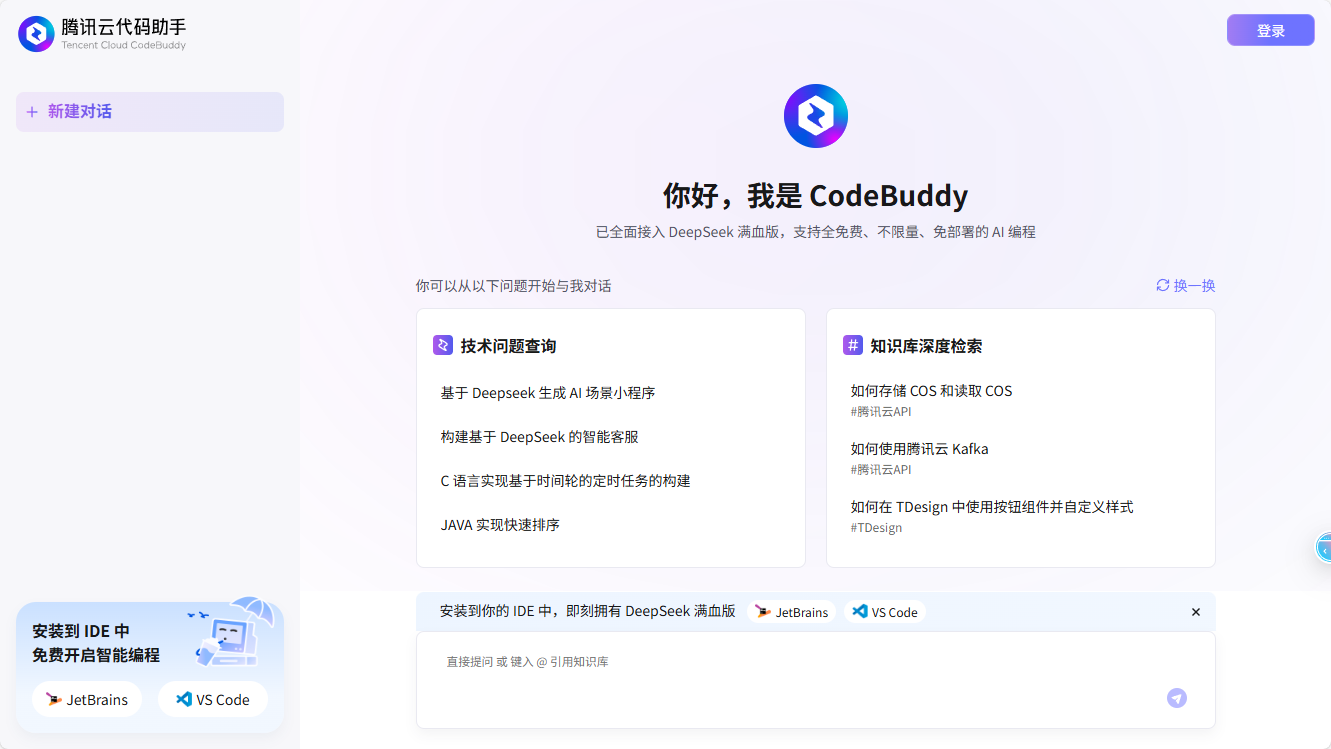 腾讯云代码助手
Tencent Cloud CodeBuddy
登录
新建对话
你好，我是 CodeBuddy
已全面接入 DeepSeek 满血版，支持全免费、不限量、免部署的 AI 编程
你可以从以下问题开始与我对话
换一换
技术问题查询
基于 Deepseek 生成 AI 场景小程序
构建基于 DeepSeek 的智能客服
C 语言实现基于时间轮的定时任务的构建
JAVA 实现快速排序
# 知识库深度检索
如何存储 COS 和读取 COS
#腾讯云API
如何使用腾讯云 Kafka
#腾讯云API
如何在 TDesign 中使用按钮组件并自定义样式
#TDesign
安装到 IDE 中
免费开启智能编程
JetBrains
VS Code
安装到你的 IDE 中，即刻拥有 DeepSeek 满血版
JetBrains
VS Code
直接提问 或 键入 @ 引用知识库